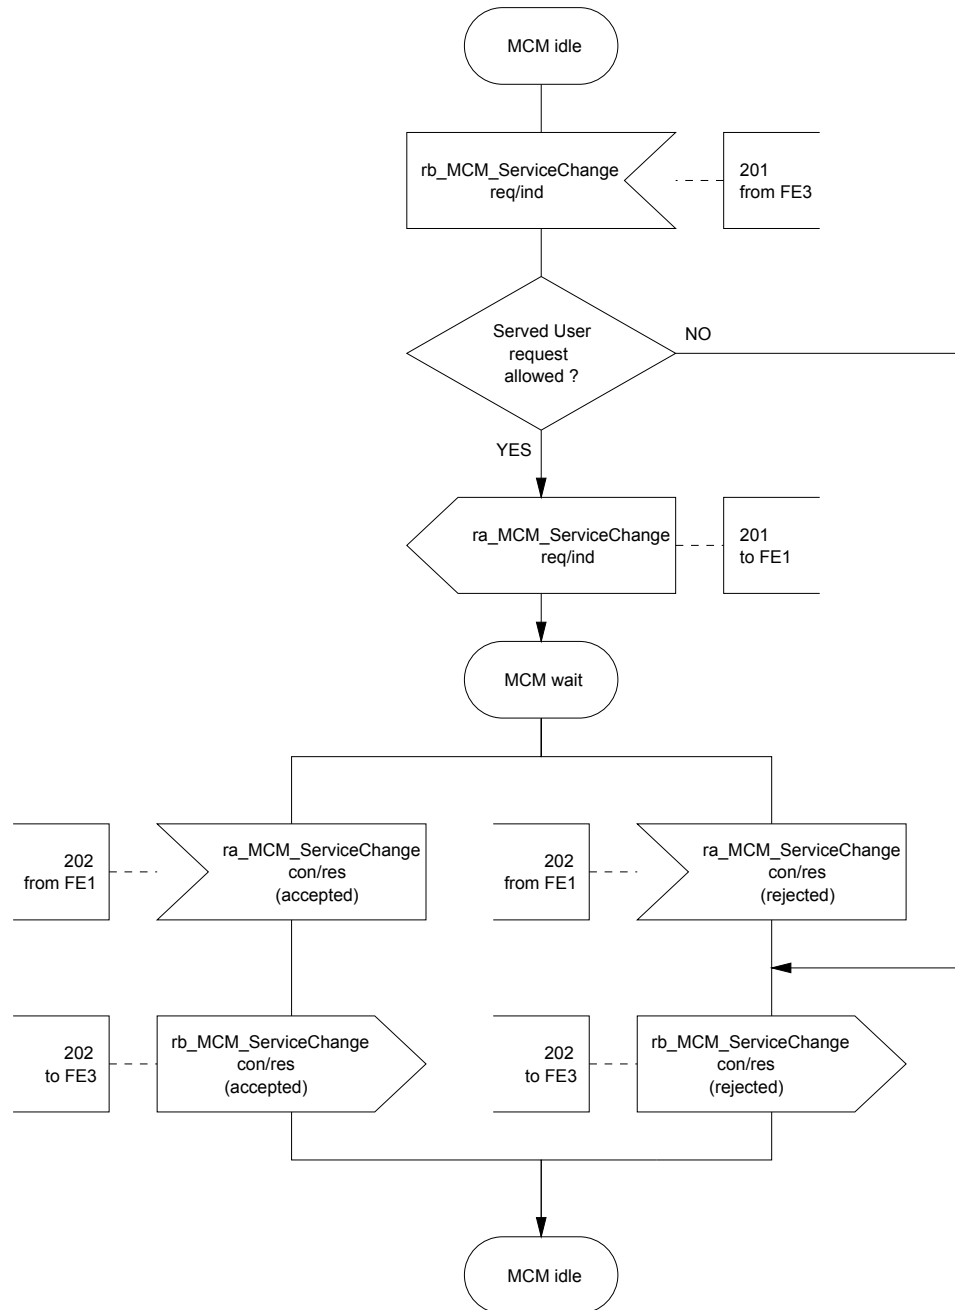 MCM idle
rb_MCM_ServiceChange
req/ind
201
from FE3
Served User
request
allowed ?
NO
YES
ra_MCM_ServiceChange
req/ind
201
to FE1
MCM wait
202
from FE1
ra_MCM_ServiceChange
con/res
(accepted)
202
from FE1
ra_MCM_ServiceChange
con/res
(rejected)
202
to FE3
rb_MCM_ServiceChange
con/res
(accepted)
202
to FE3
rb_MCM_ServiceChange
con/res
(rejected)
MCM idle